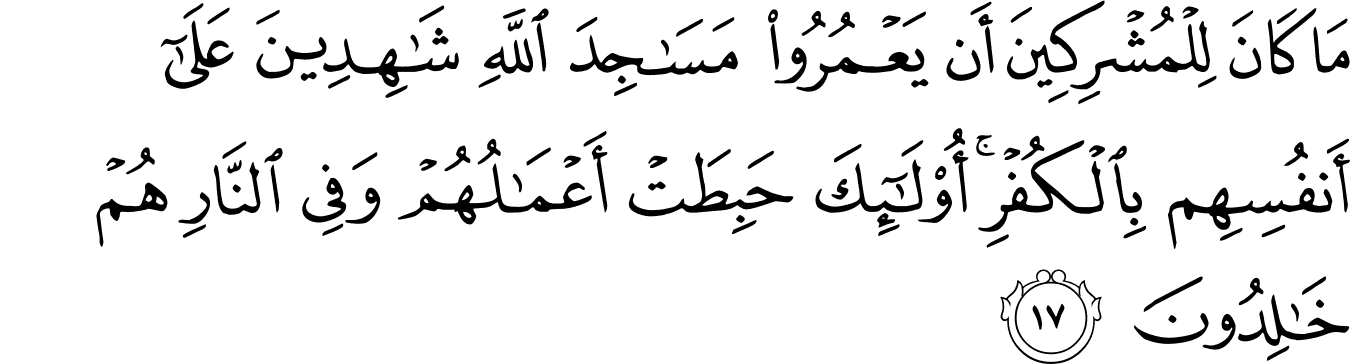 مَا كَانَ لِلْمُشْرِكِينَ أَن يَعْمُرُوا۟ مَسَـٰجِدَ ٱللَّهِ شَـٰهِدِينَ عَلَىٰٓ
أَنفُسِهِم بِٱلْكُفْرِ ۚ أُو۟لَـٰٓئِكَ حَبِطَتْ أَعْمَـٰلُهُمْ وَفِى ٱلنَّارِ هُمْ
خَـٰلِدُونَ ١٧